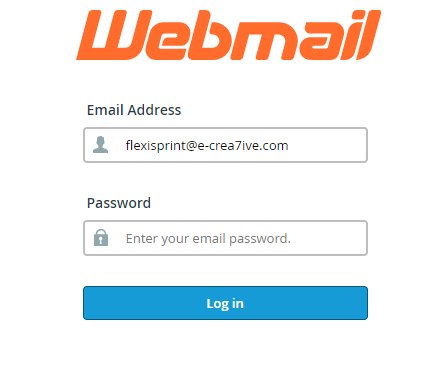 Webmail
Email Address
flexisprint@e-crea7ive.com
Password
Enter your email password.
Log in